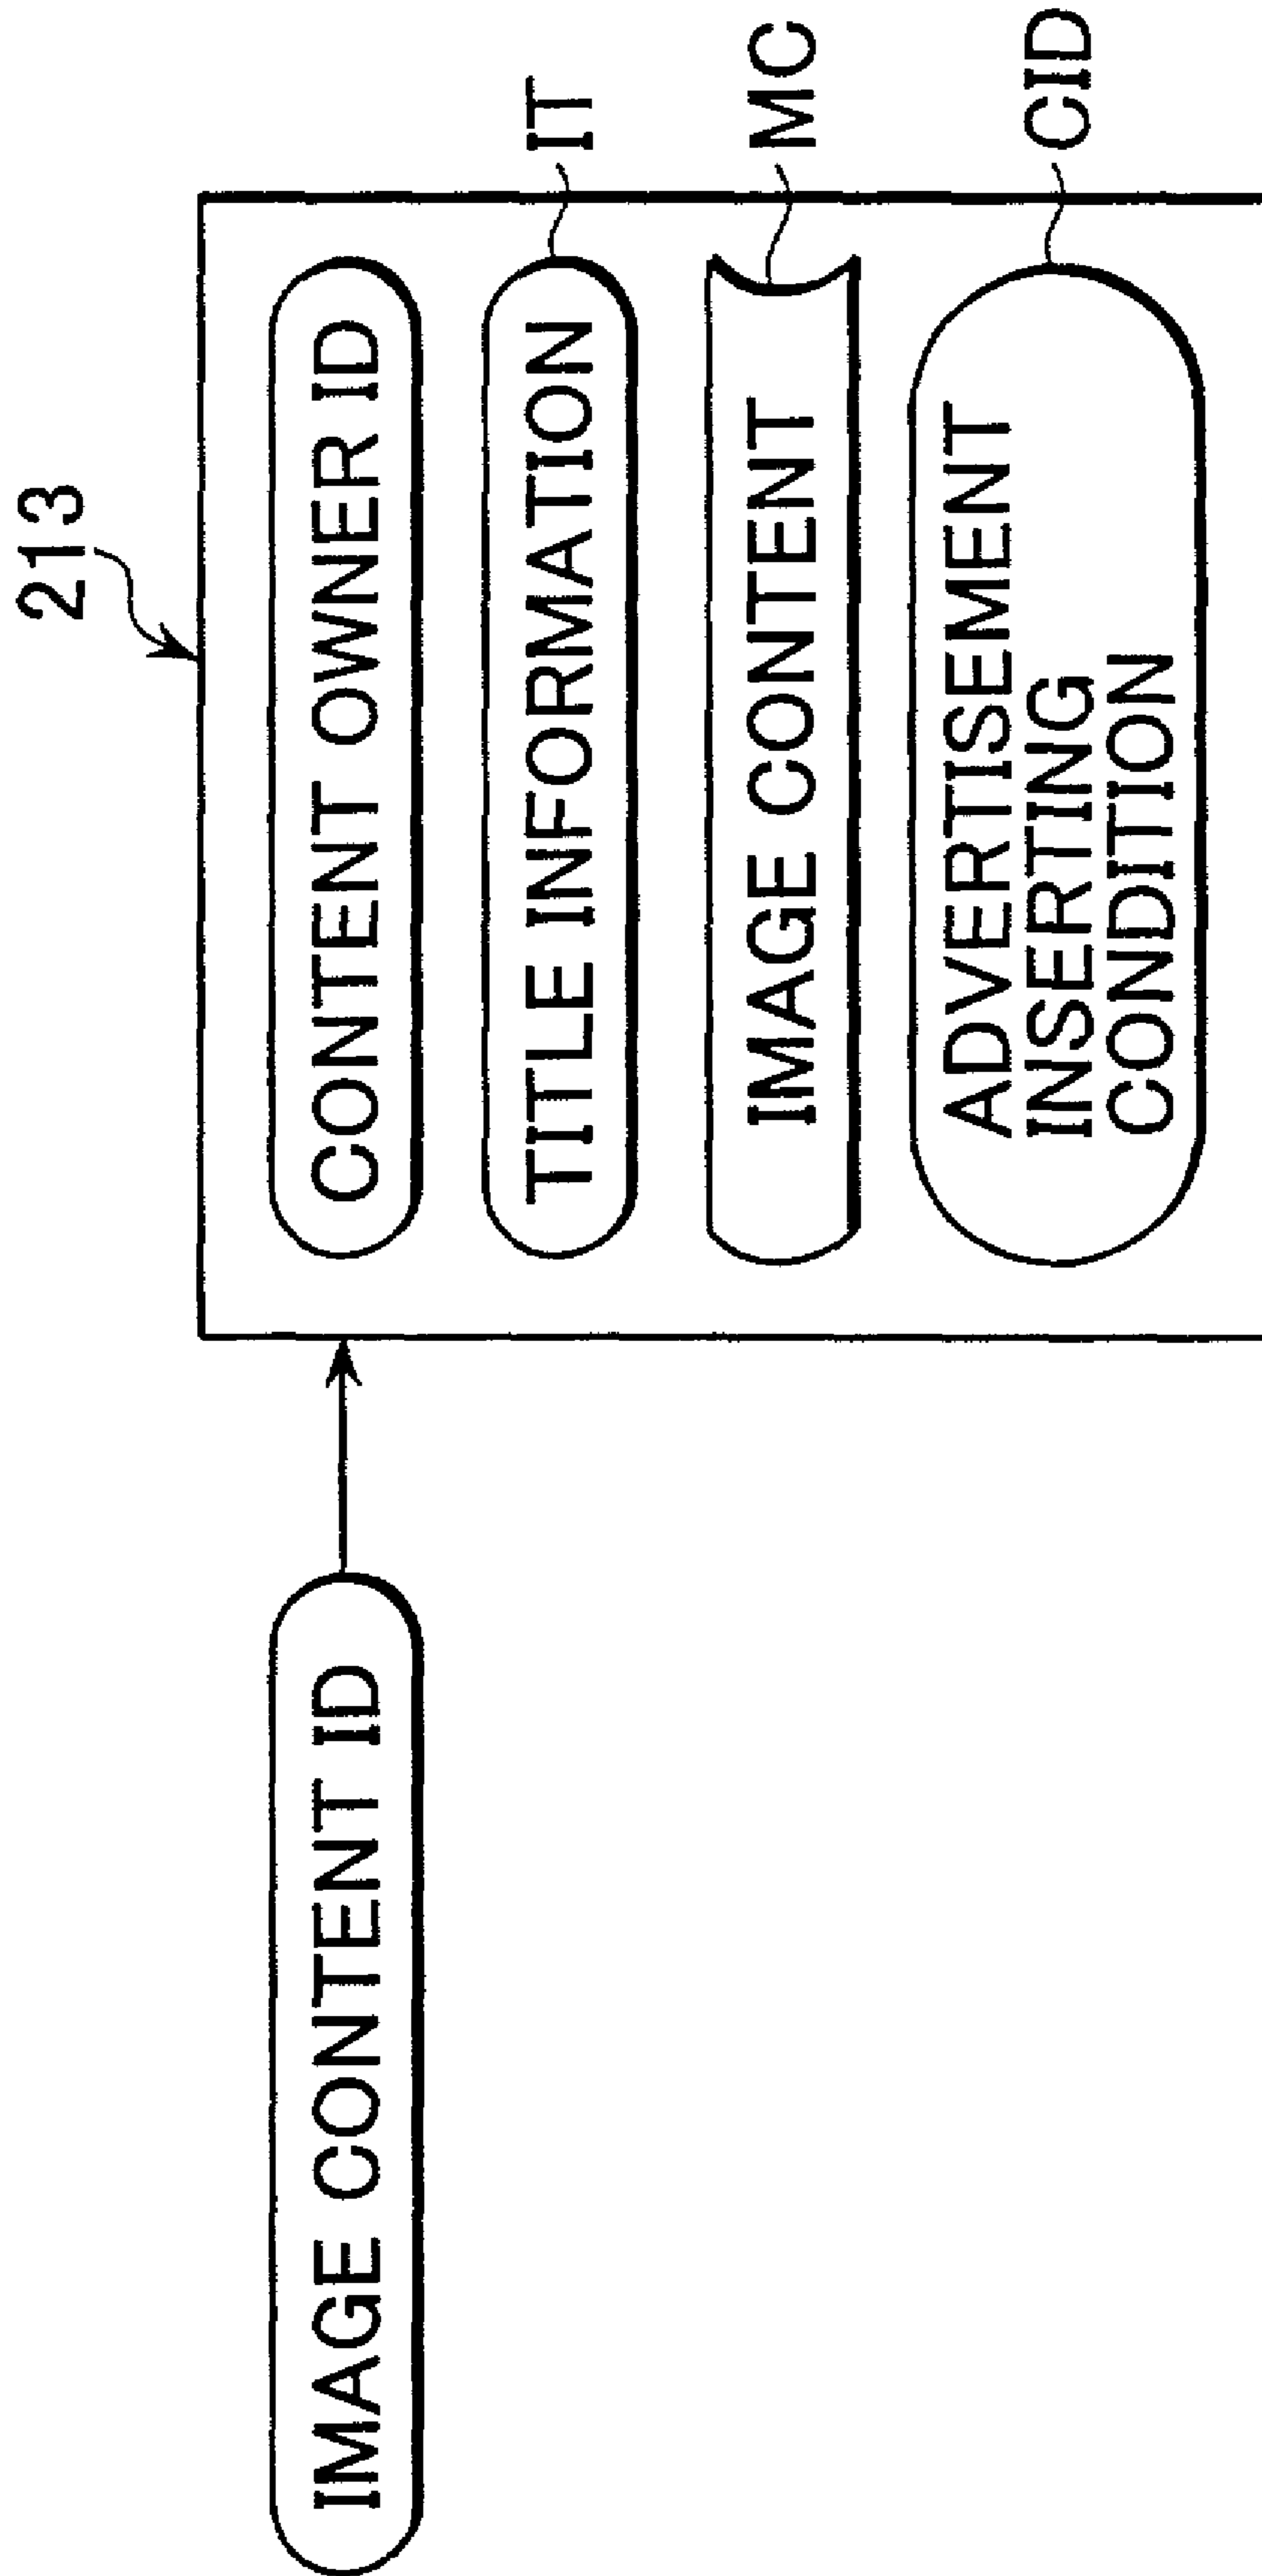 213
IMAGE CONTENT ID
CONTENT OWNER ID
TITLE INFORMATION
IT
IMAGE CONTENT
MC
ADVERTISEMENT
INSERTING
CONDITION
CID